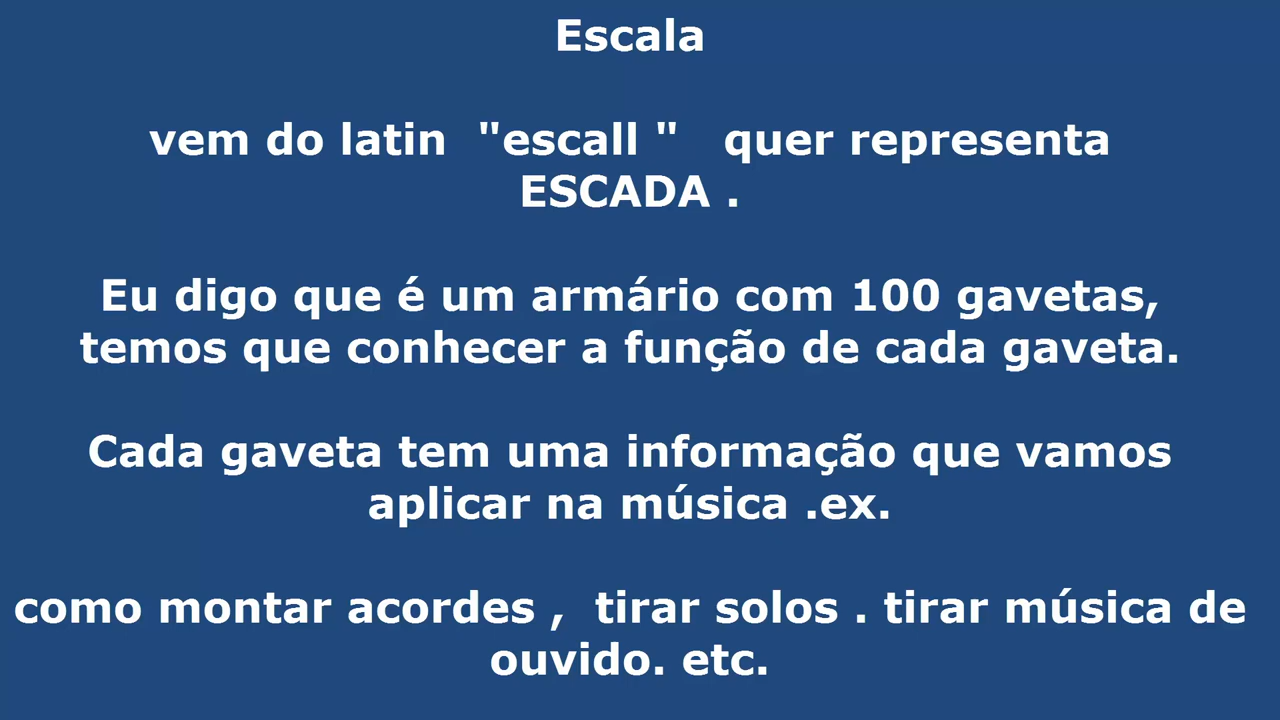 Escala
vem do latin  "escall "   quer representa
ESCADA .
Eu digo que é um armário com 100 gavetas,
temos que conhecer a função de cada gaveta.
Cada gaveta tem uma informação que vamos
aplicar na música .ex.
como montar acordes ,  tirar solos . tirar música de
ouvido. etc.